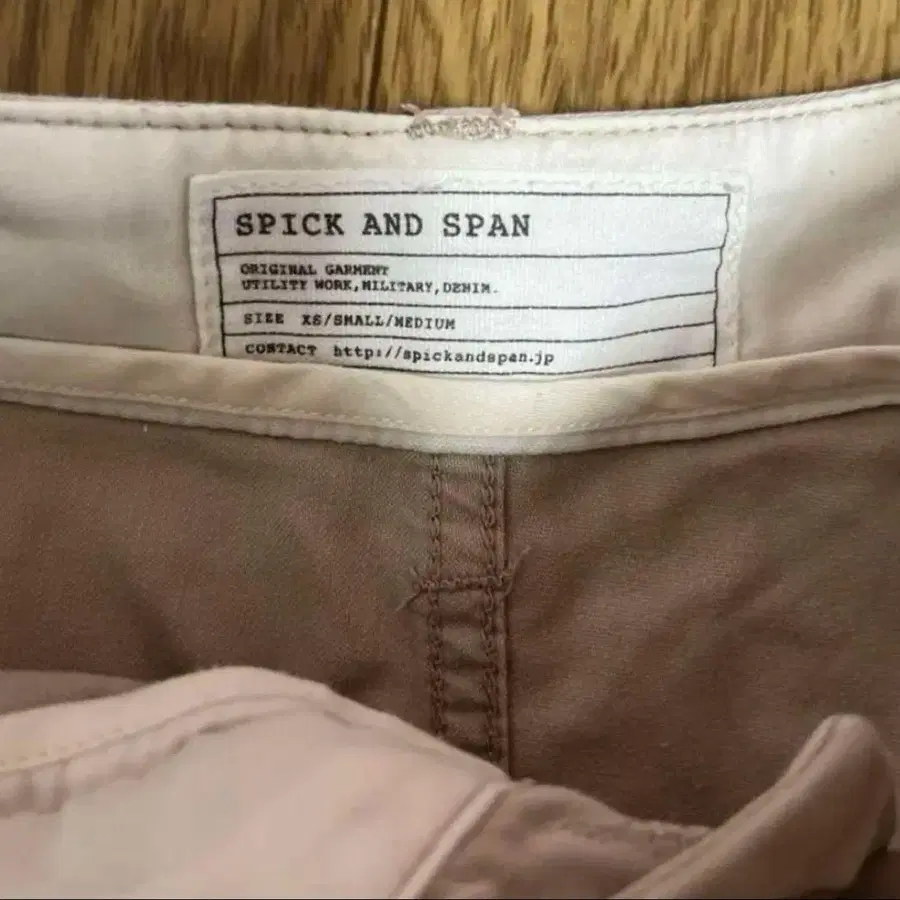 SPICK AND SPAN
ORIGINAL GARMENT
UTILITY WORK,MILITARY,DENIM.
SIZE XS/SMALL/MEDIUM
CONTACT http://spickandspan.jp